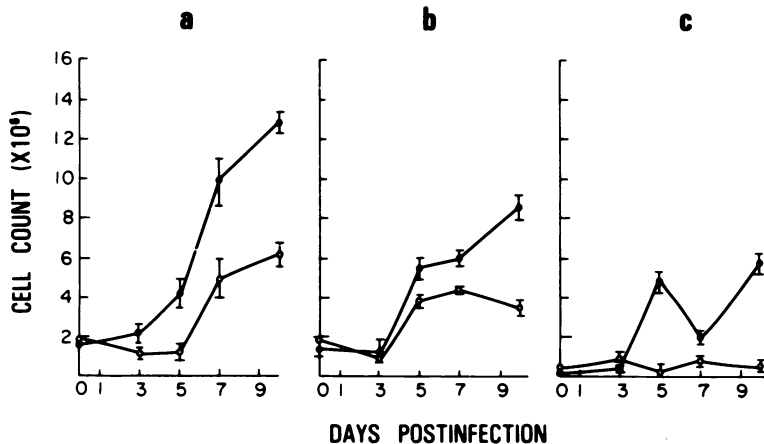 a b c
16
14
12
10
8
6
4
2
CELL COUNT (X10⁶)
0 1 3 5 7 9
0 1 3 5 7 9
0 1 3 5 7 9
DAYS POSTINFECTION